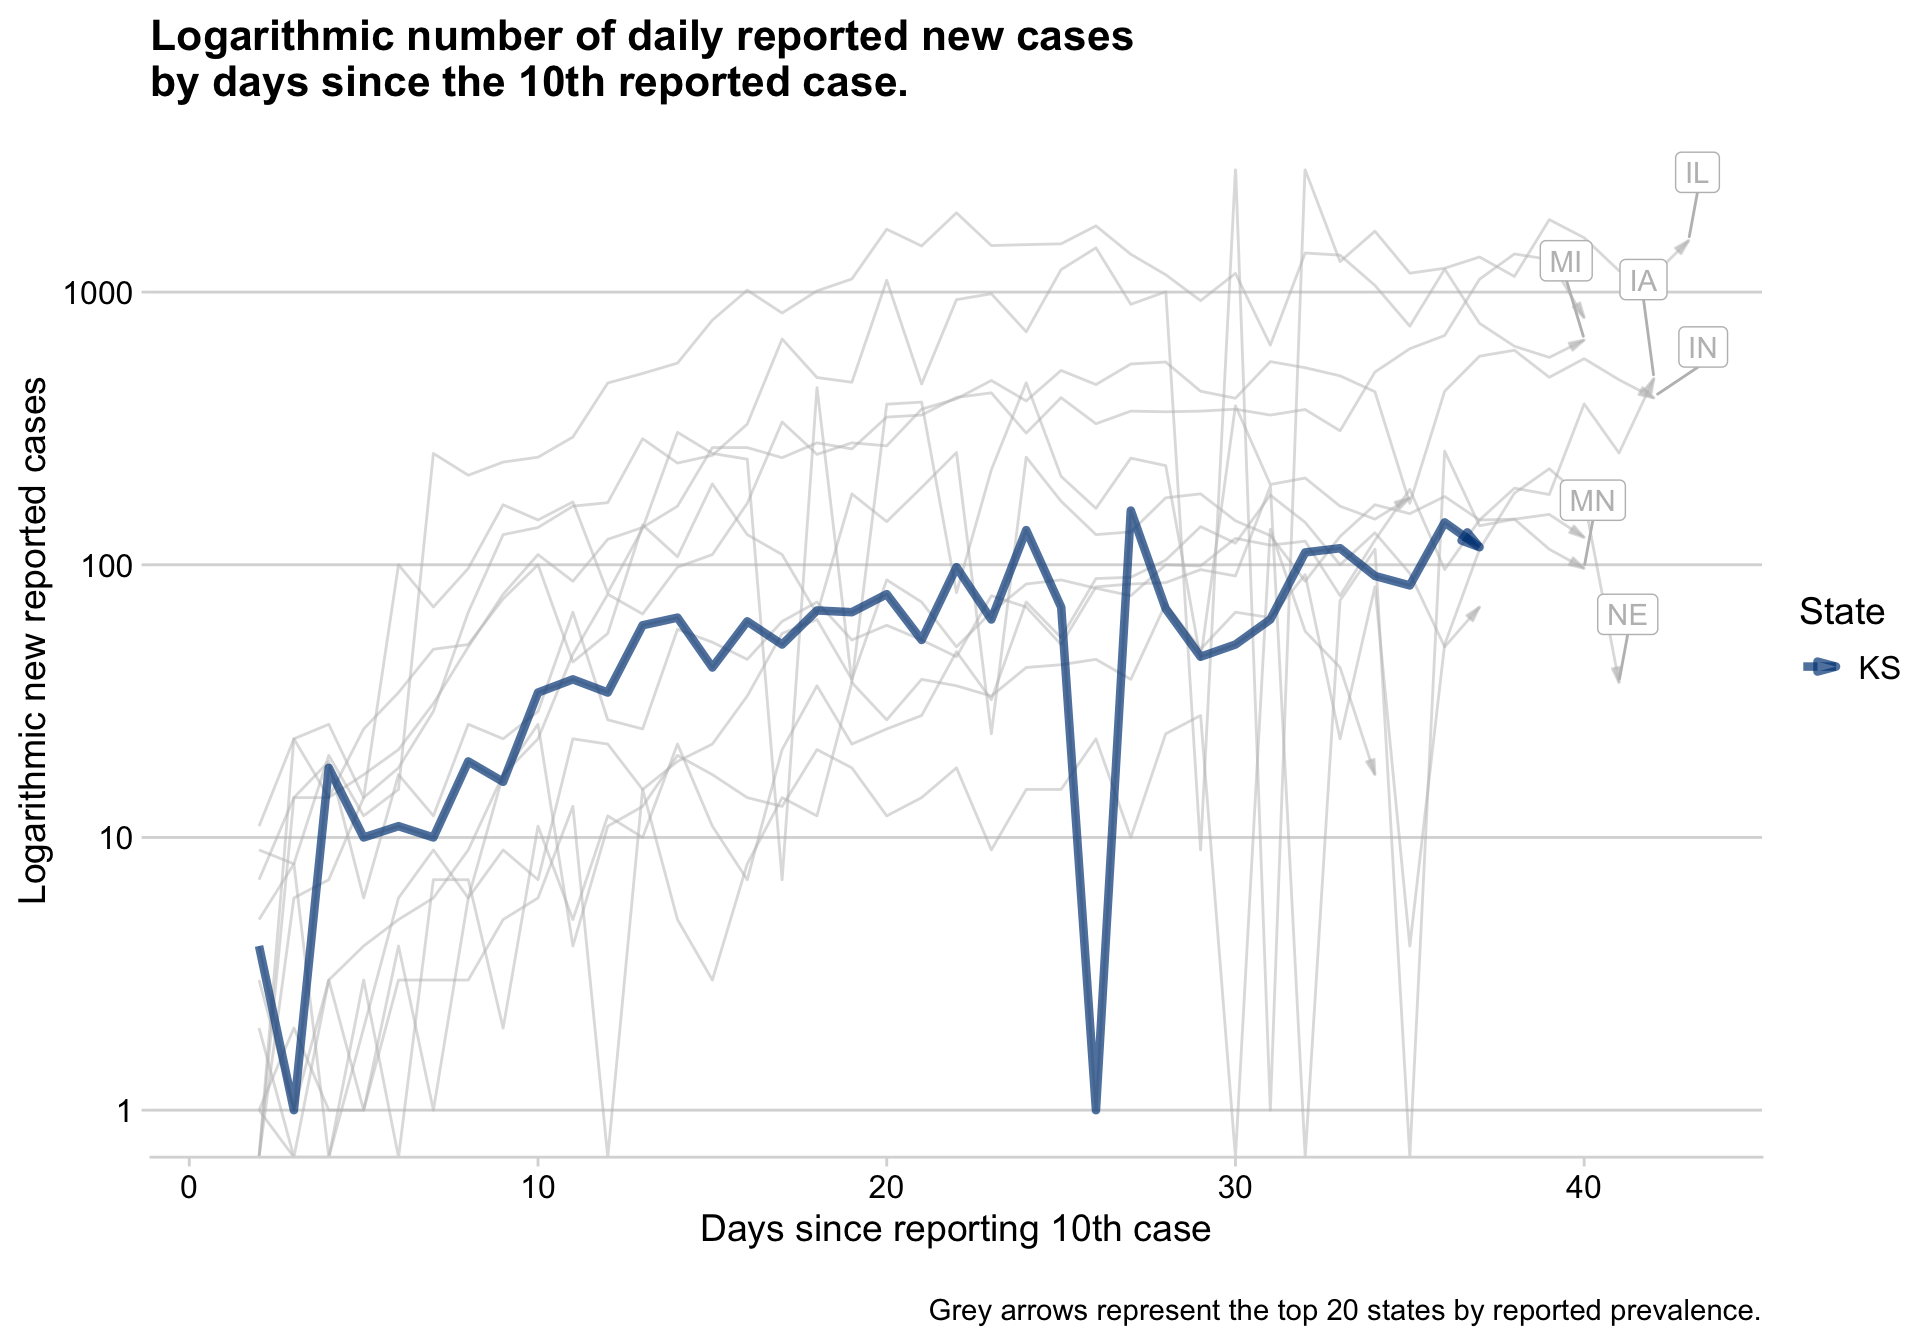 Logarithmic number of daily reported new cases
by days since the 10th reported case.
Logarithmic new reported cases
1000
100
10
1
IL
MI
IA
IN
MN
NE
State
KS
0
10
20
30
40
Days since reporting 10th case
Grey arrows represent the top 20 states by reported prevalence.